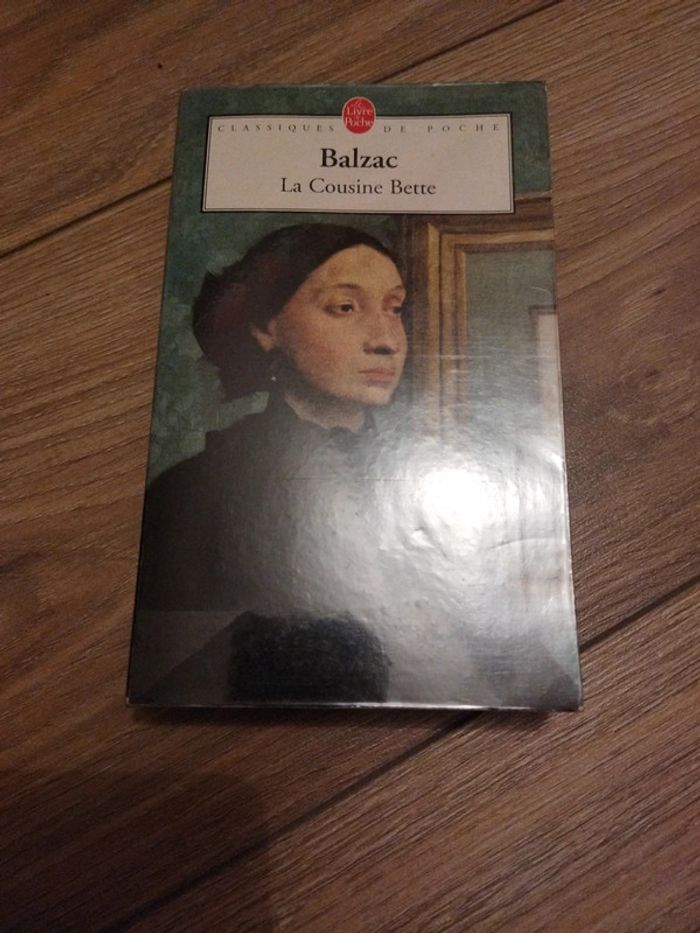 Le
Livre
de
Poche
CLASSIQUES DE POCHE
Balzac
La Cousine Bette